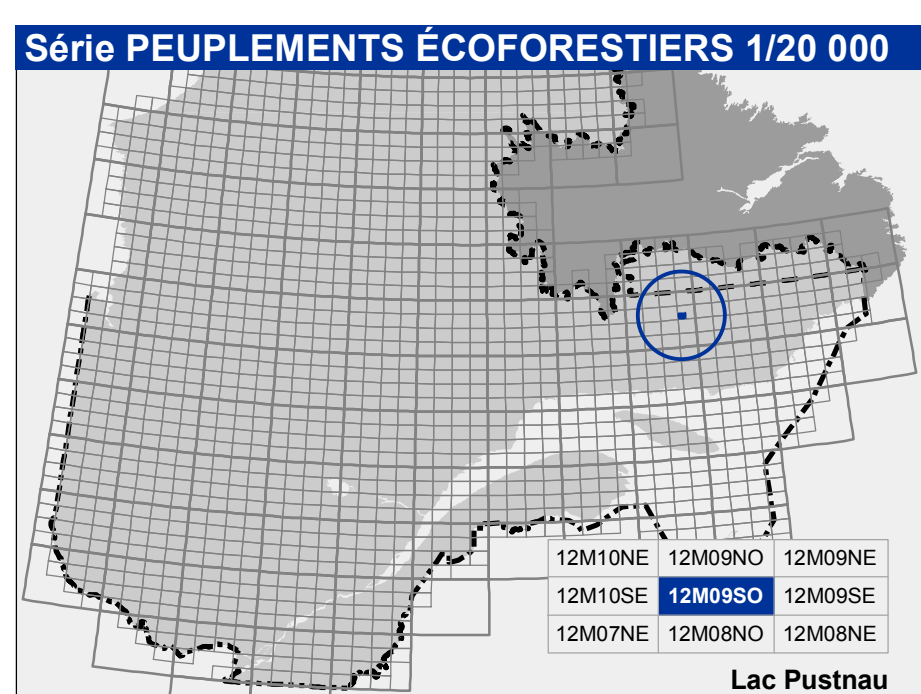 Série PEUPLEMENTS ÉCOFORESTIERS 1/20 000
12M10NE 12M09NO 12M09NE
12M10SE 12M09SO 12M09SE
12M07NE 12M08NO 12M08NE
Lac Pustnau